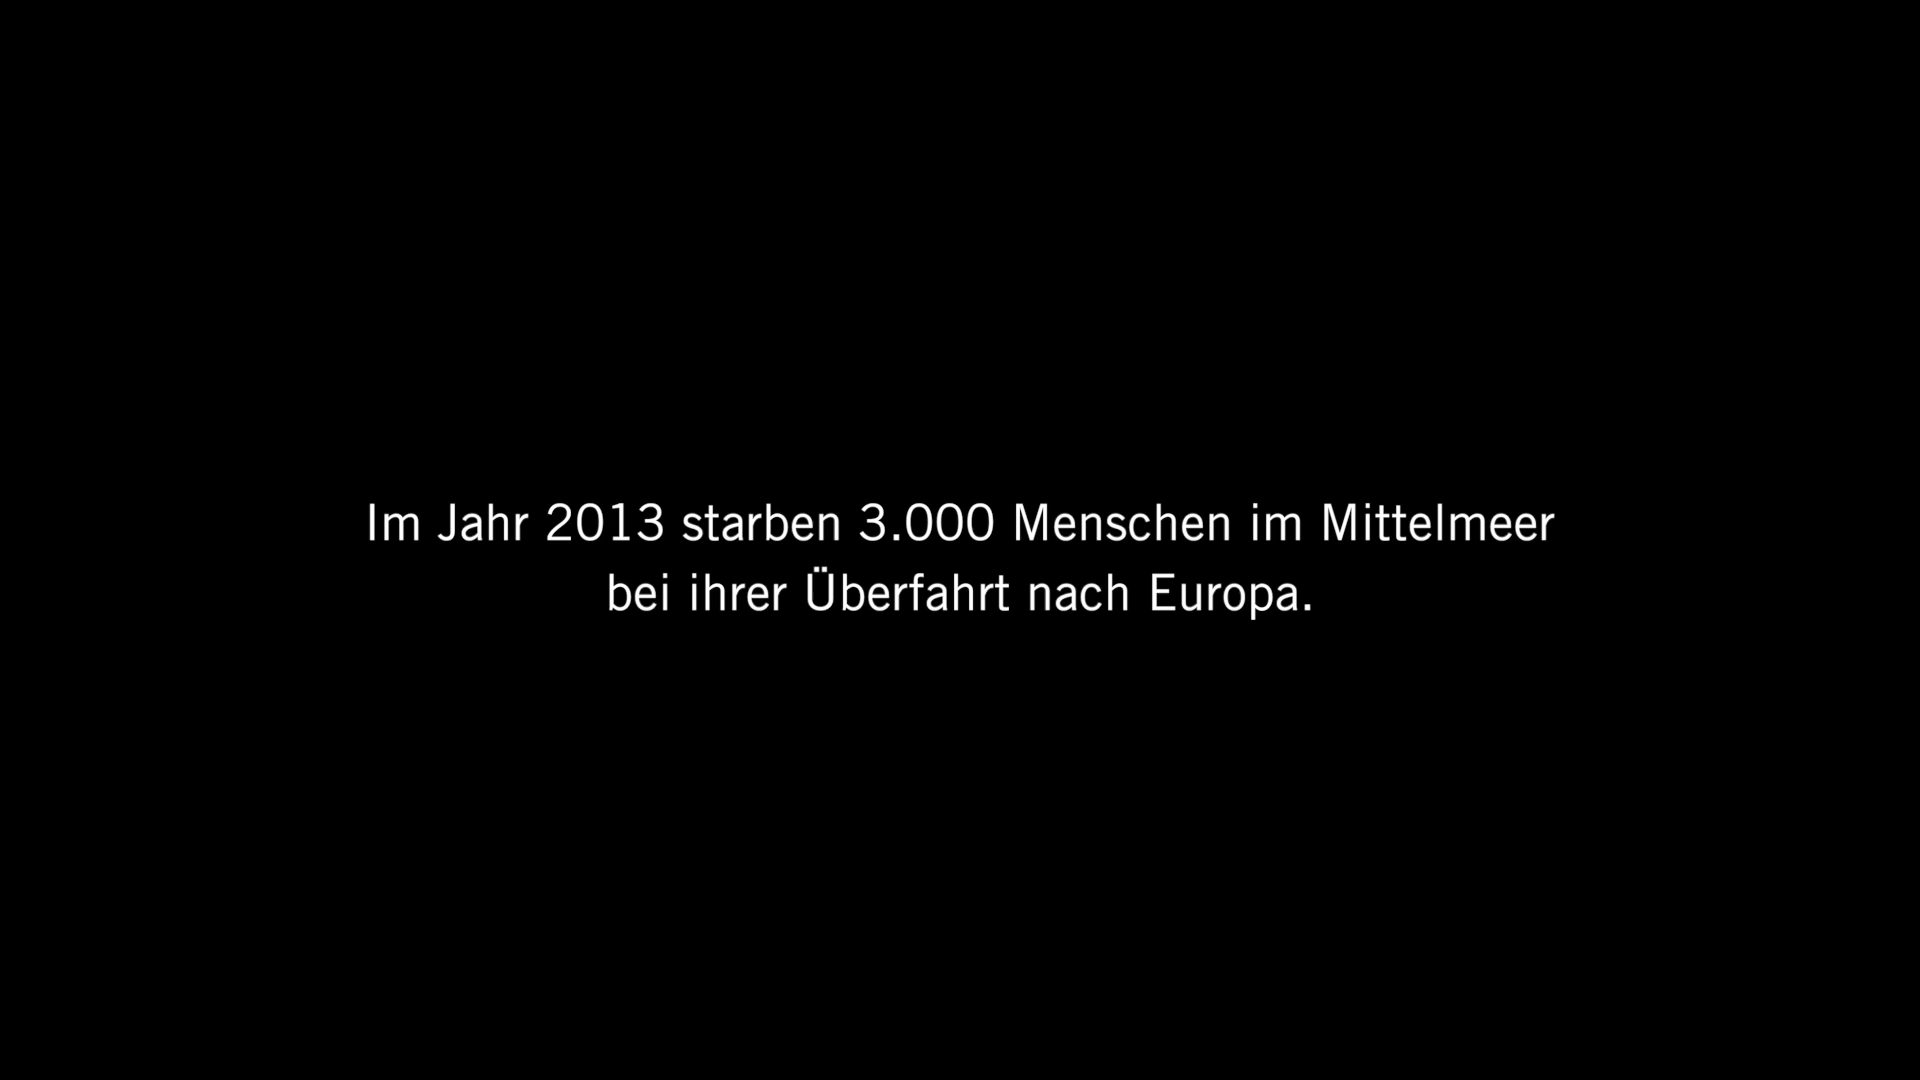 Im Jahr 2013 starben 3.000 Menschen im Mittelmeer
bei ihrer Überfahrt nach Europa.